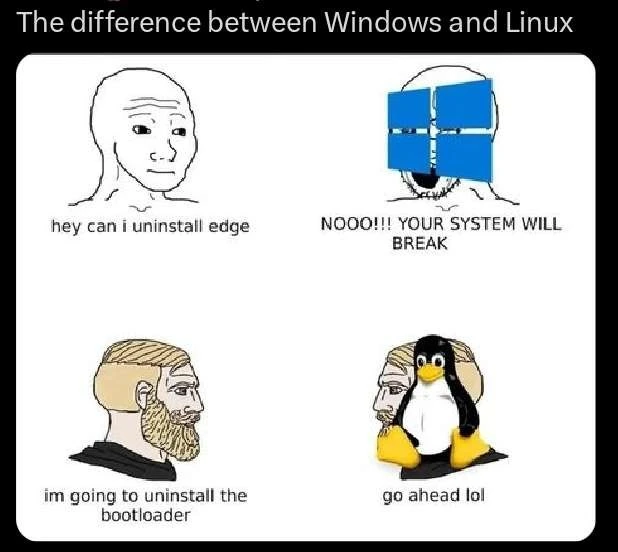 The difference between Windows and Linux
hey can i uninstall edge
NOOO!!! YOUR SYSTEM WILL
BREAK
im going to uninstall the
bootloader
go ahead lol